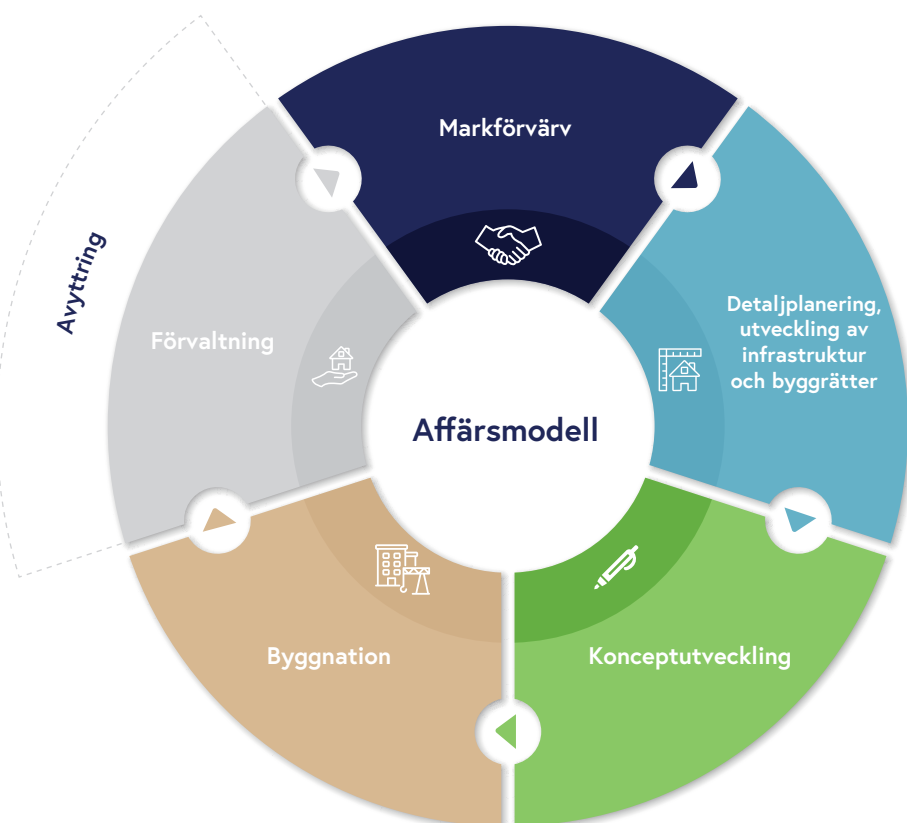 Markförvärv
Detaljplanering,
utveckling av
infrastruktur
och byggrätter
Konceptutveckling
Byggnation
Förvaltning
Avyttring
Affärsmodell